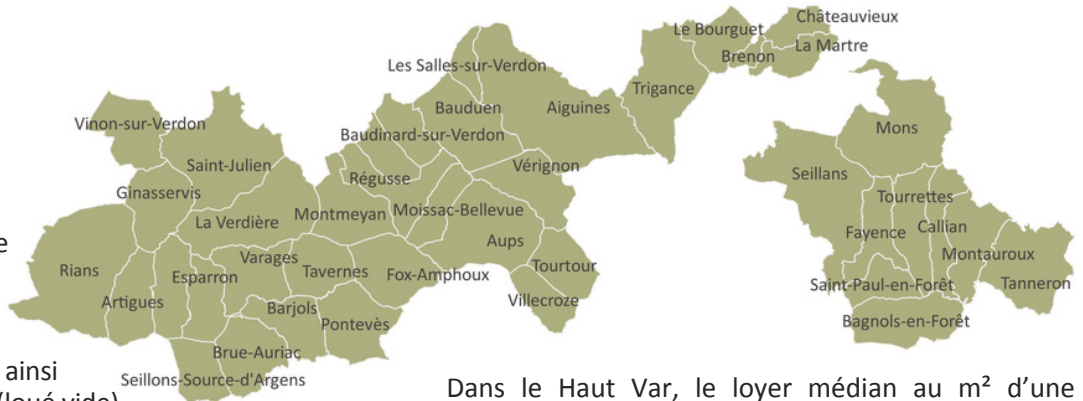 Châteauvieux
Le Bourguet
La Martre
Brenon
Les Salles-sur-Verdon
Trigance
Bauduen
Aiguines
Vinon-sur-Verdon
Baudinard-sur-Verdon
Mons
Saint-Julien
Vérignon
Seillans
Régusse
Ginasservis
Tourrettes
La Verdière
Montmeyan
Moissac-Bellevue
Fayence
Callian
Aups
e
Varages
Montauroux
Rians
Esparron
Tavernes
Fox-Amphoux
Tourtour
Saint-Paul-en-Forêt
Tanneron
Artigues
Villecroze
Barjols
Pontevès
Bagnols-en-Forêt
Brue-Auriac
ainsi
Seillons-Source-d'Argens
(loué vide)
Dans le Haut Var, le loyer médian au m² d’une